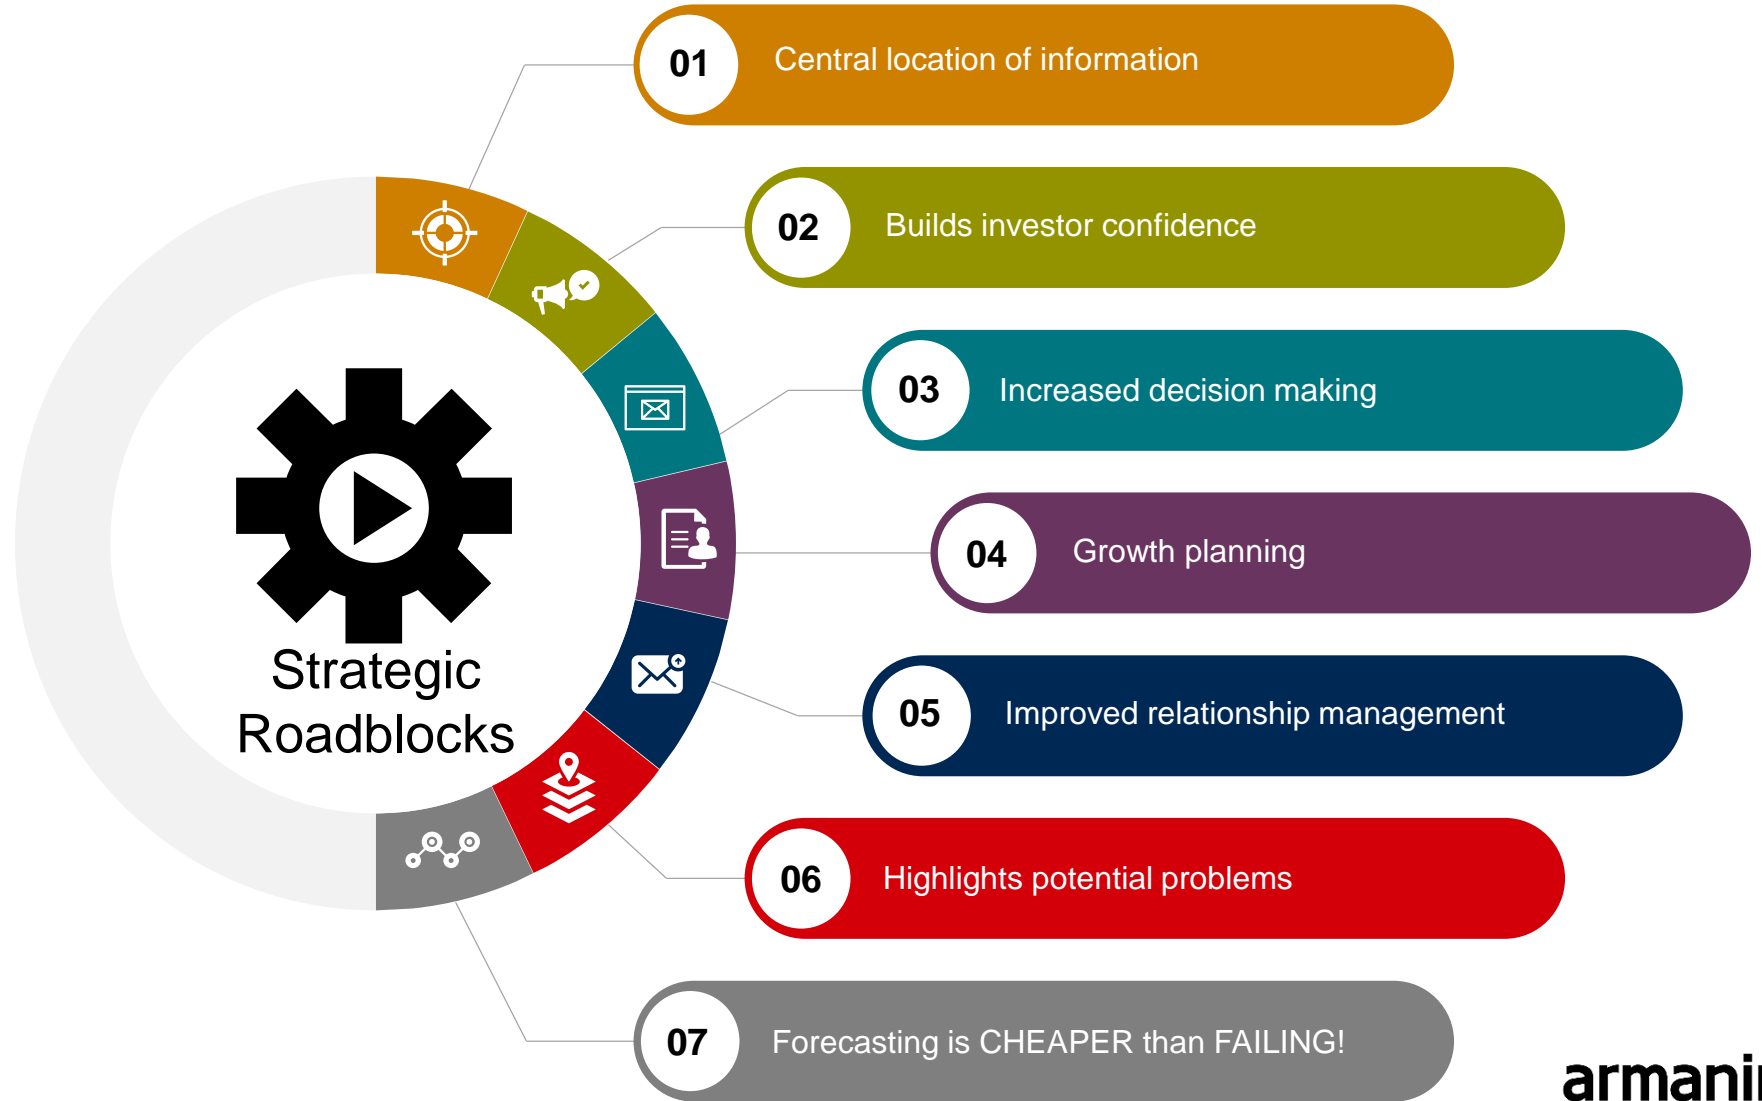 01
Central location of information
02
Builds investor confidence
03
Increased decision making
04
Growth planning
Strategic
Roadblocks
05
Improved relationship management
06
Highlights potential problems
07
Forecasting is CHEAPER than FAILING!